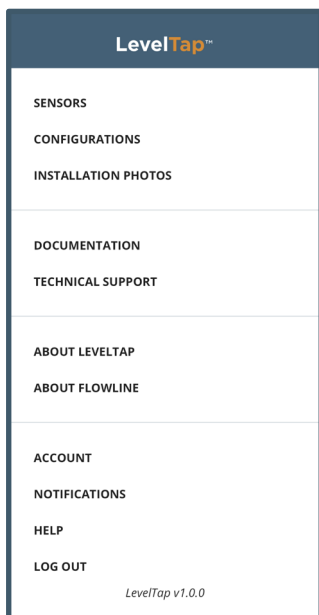 LevelTap™
SENSORS
CONFIGURATIONS
INSTALLATION PHOTOS
DOCUMENTATION
TECHNICAL SUPPORT
ABOUT LEVELTAP
ABOUT FLOWLINE
ACCOUNT
NOTIFICATIONS
HELP
LOG OUT
LevelTap v1.0.0